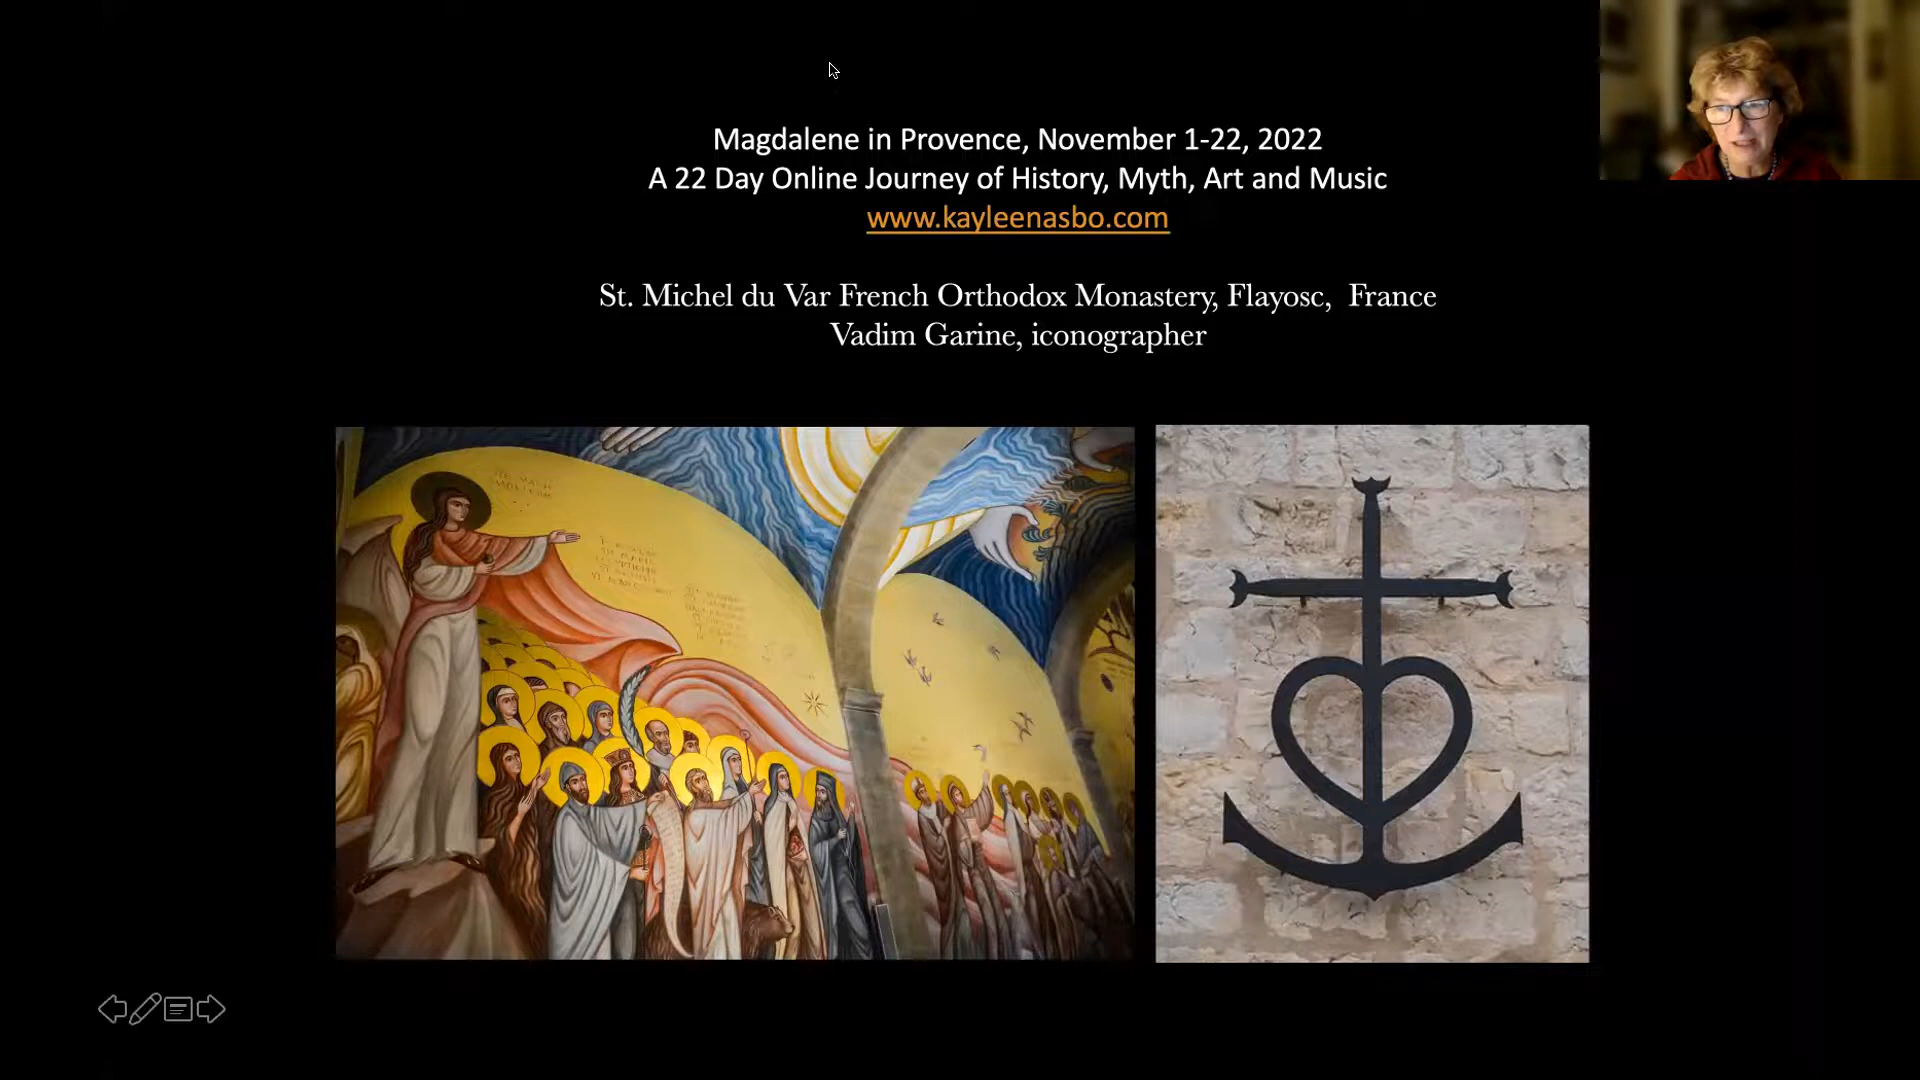 Magdalene in Provence, November 1-22, 2022
A 22 Day Online Journey of History, Myth, Art and Music
www.kayleenasbo.com
St. Michel du Var French Orthodox Monastery, Flayosc, France
Vadim Garine, iconographer